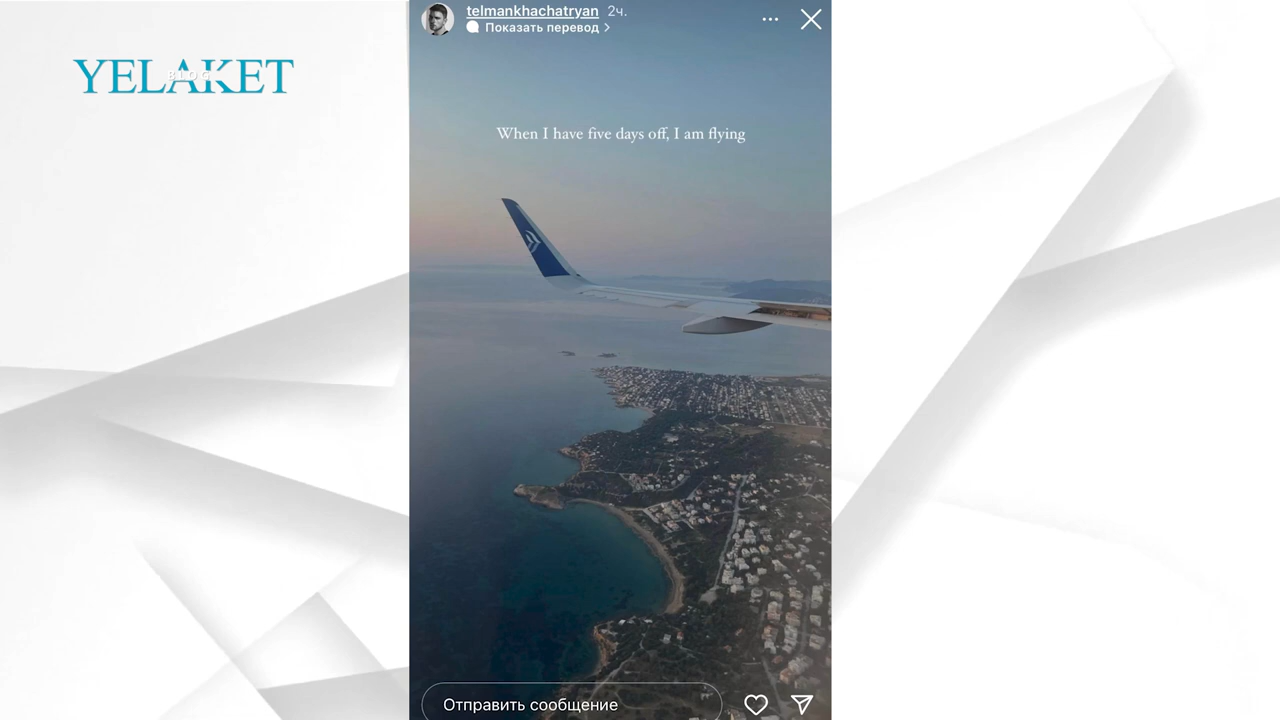 telmankhachatryan 2ч.
Показать перевод
YELAKET
BLOG
When I have five days off, I am flying
Отправить сообщение